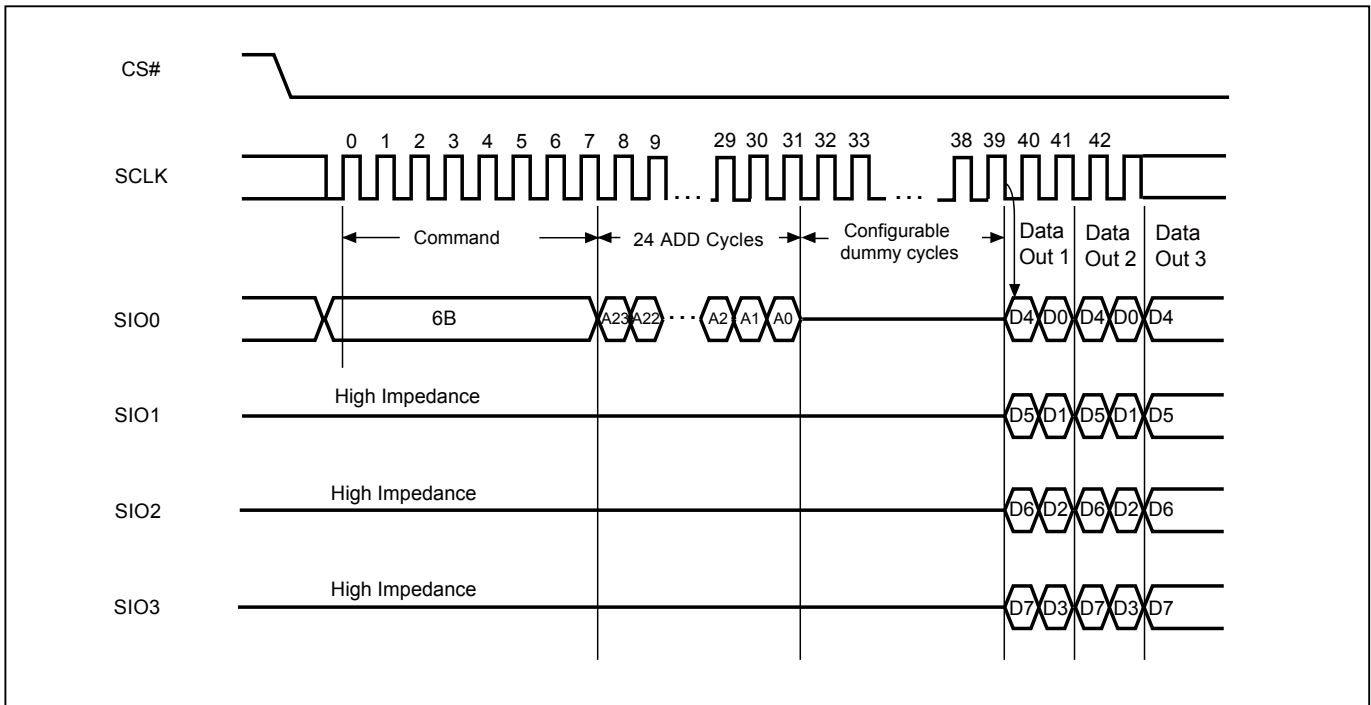 CS#
0 1 2 3 4 5 6 7 8 9 29 30 31 32 33 38 39 40 41 42
SCLK
Command
24 ADD Cycles
Configurable
dummy cycles
Data
Out 1
Data
Out 2
Data
Out 3
SIO0 6B A23 A22 A2 A1 A0 D4 D0 D4 D0 D4
High Impedance
SIO1 D5 D1 D5 D1 D5
High Impedance
SIO2 D6 D2 D6 D2 D6
High Impedance
SIO3 D7 D3 D7 D3 D7